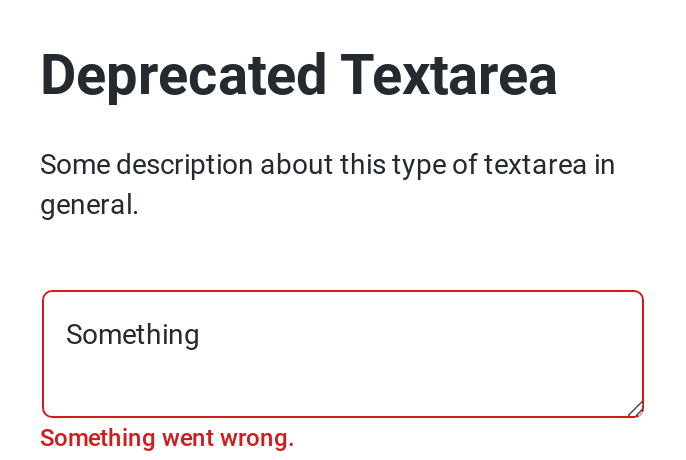 Deprecated Textarea
Some description about this type of textarea in
general.
Something
Something went wrong.